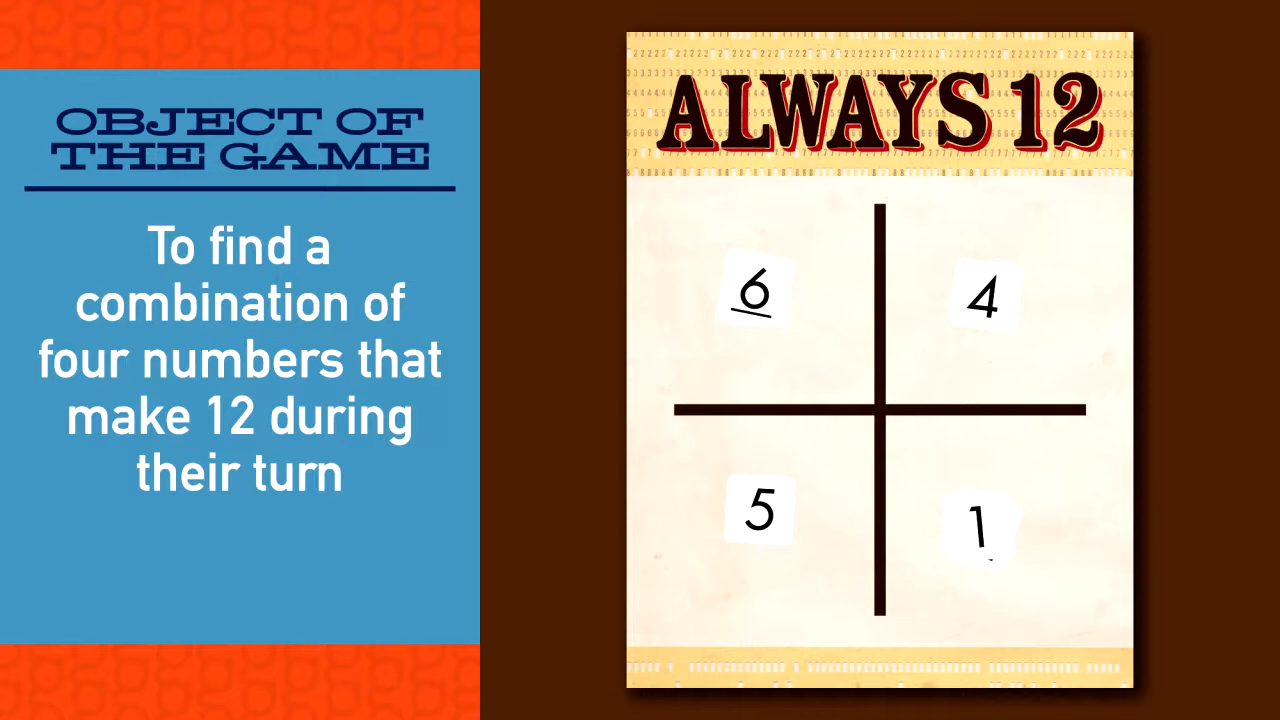 OBJECT OF
THE GAME
To find a
combination of
four numbers that
make 12 during
their turn
ALWAYS 12
6 4
5 1